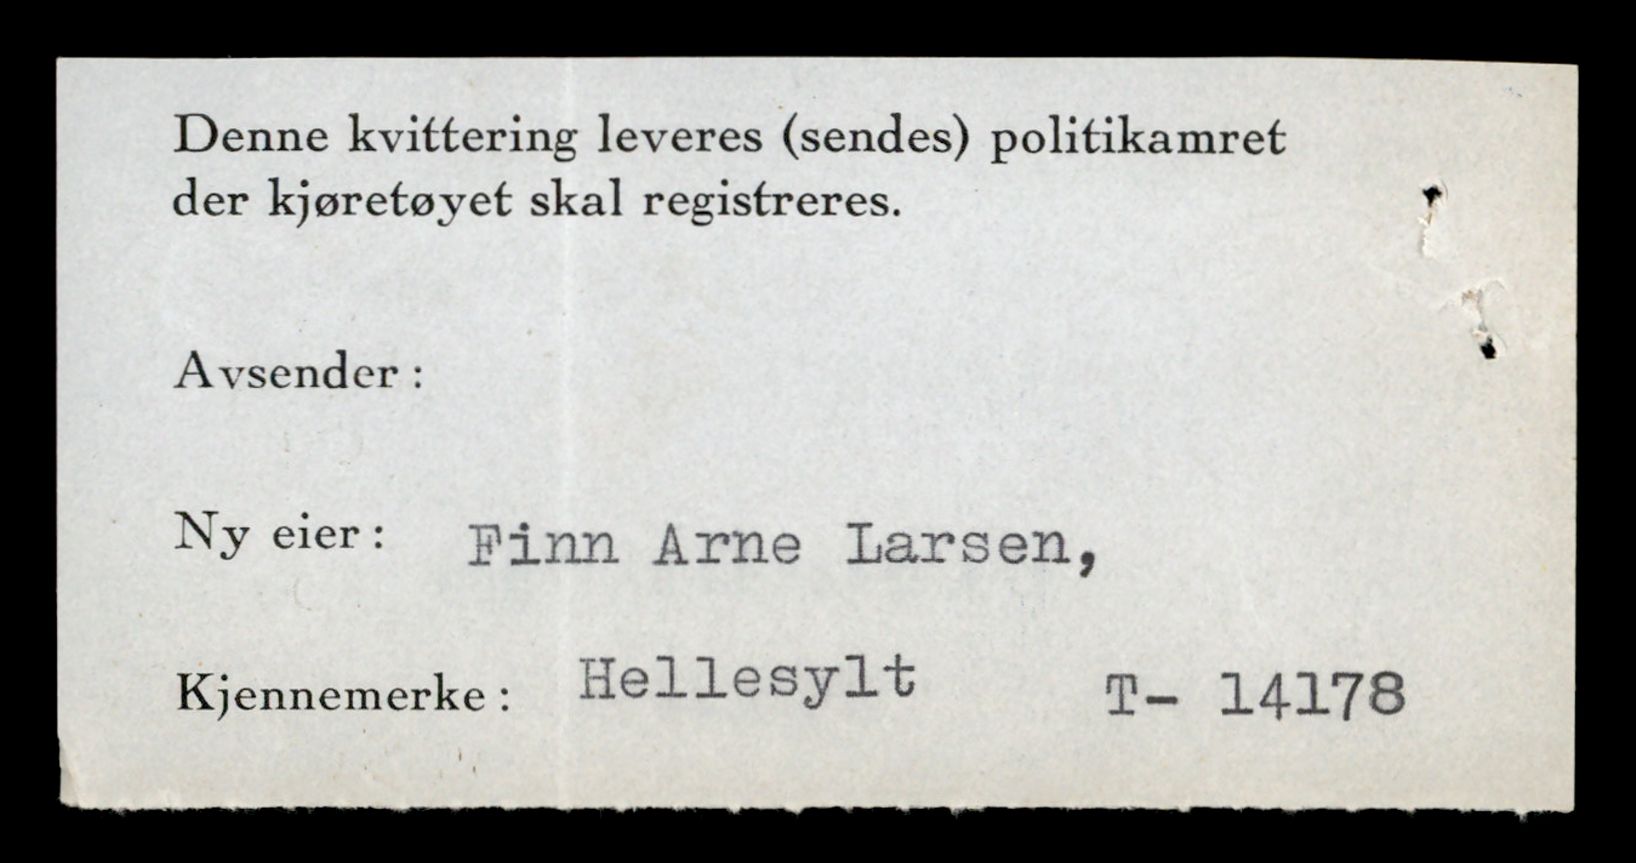 Denne kvittering leveres (sendes) politikamret
der kjøretøyet skal registreres.
Avsender :
Ny eier : Finn Arne Larsen,
Kjennemerke : Hellesylt T- 14178